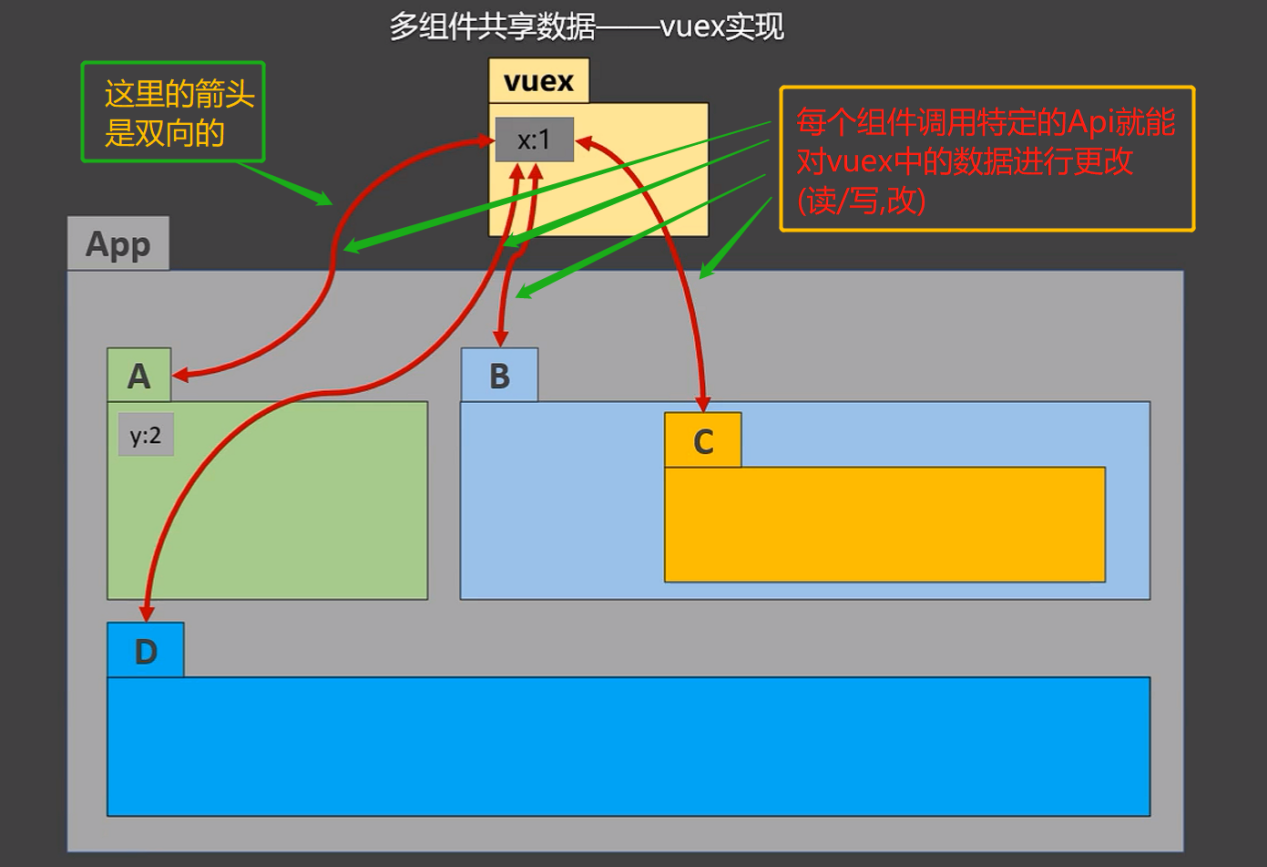 多组件共享数据——vuex实现
这里的箭头
是双向的
vuex
x:1
每个组件调用特定的Api就能
对vuex中的数据进行更改
(读/写,改)
App
A
y:2
B
C
D